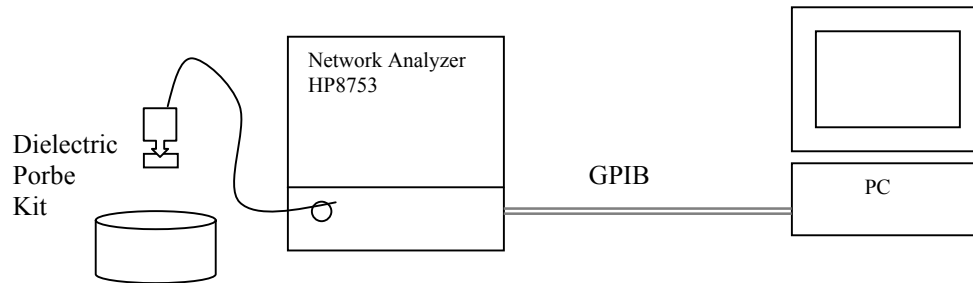 Network Analyzer
HP8753
Dielectric
Porbe
Kit
GPIB
PC